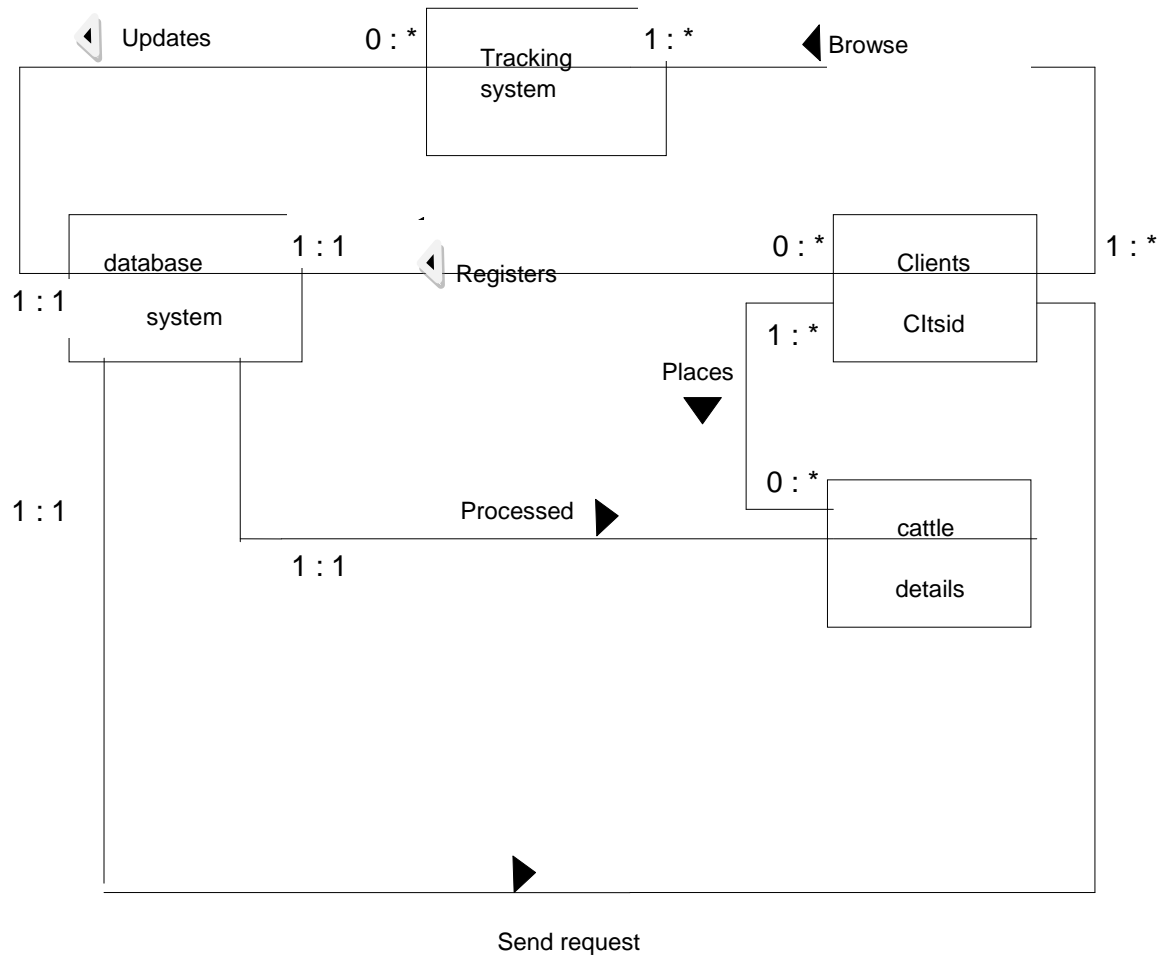 Updates
0 : *
Tracking
system
1 : *
Browse
database
system
1 : 1
1 : 1
Registers
0 : *
Clients
CItsid
1 : *
1 : *
Places
0 : *
cattle
details
1 : 1
Processed
1 : 1
Send request